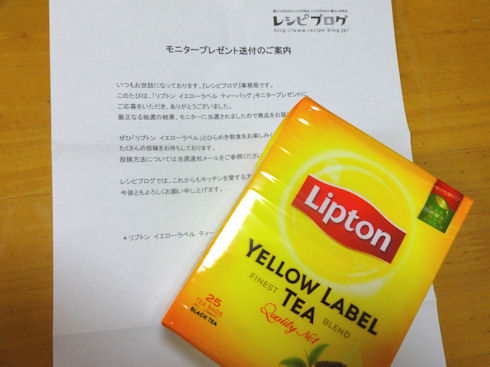 レシピブログ
http://www.recipe-blog.jp/
モニタープレゼント送付のご案内
いつもお世話になっております。『レシピブログ』事務局です。
このたびは、「リプトン イエローラベル ティーバッグ」モニタープレゼントに
ご応募をいただき、ありがとうございました。
厳正なる抽選の結果、モニターに当選されましたので商品をお届
ぜひ「リプトン イエローラベル」とひらめき朝食をお楽しみく
たくさんの投稿をお待ちしております。
投稿方法については当選通知メールをご参照ください
レシピブログでは、これからもキッチンを愛する方
今後ともよろしくお願い申し上げます。
*リプトン イエローラベル ティー
Lipton
YELLOW LABEL
TEA
FINEST
BLEND
Quality No1
25
TEA BAGS
BLACK TEA